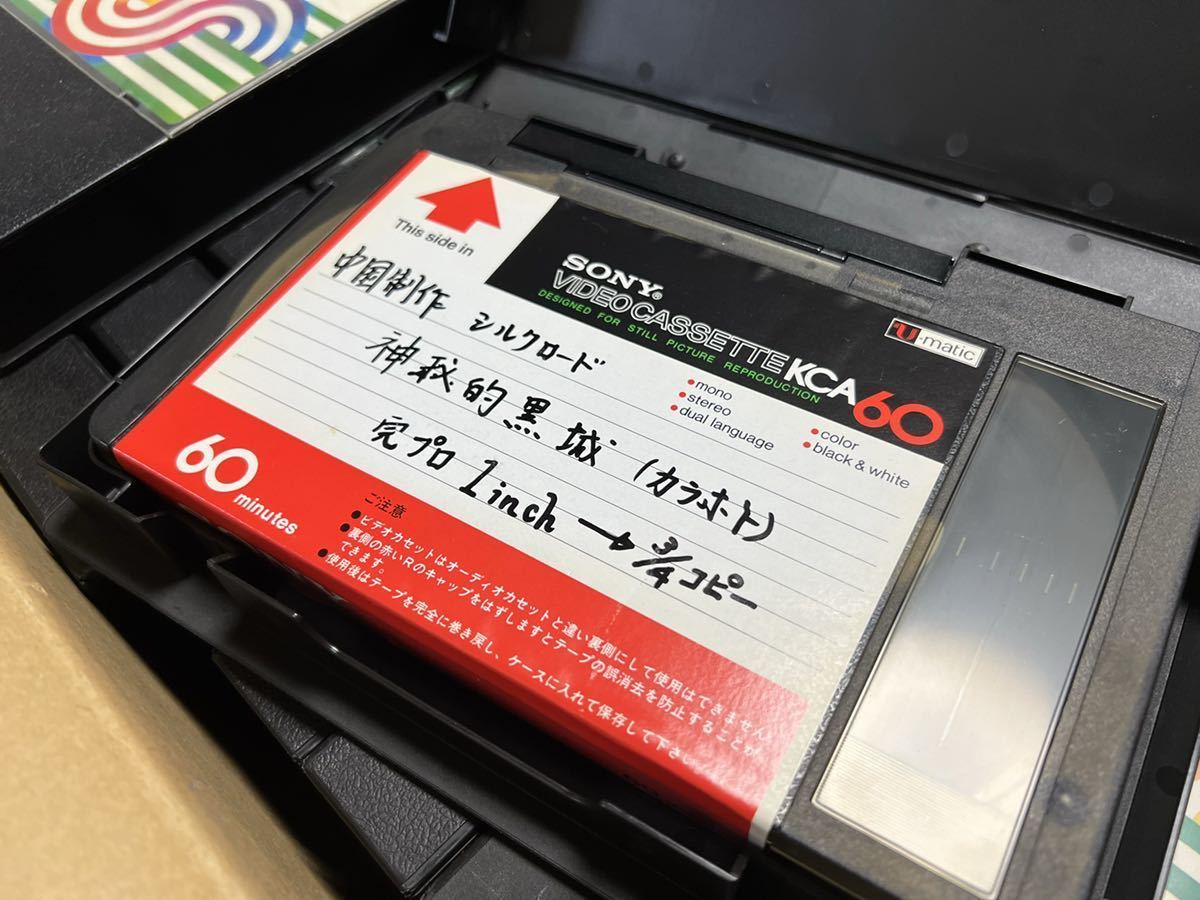 This side in
SONY®
VIDEOCASSETTE KCA60
DESIGNED FOR STILL PICTURE REPRODUCTION
U-matic
•mono
•stereo
•dual language
•color
•black & white
中国制作 シルクロード
神秘的黒城 (カラホト)
完プロ 1inch → 3/4コピー
60
minutes
ご注意
●ビデオカセットはオーディオカセットと違い裏側にして使用はできません。
●裏側の赤いRのキャップをはずしますとテープの誤消去を防止することが
できます。
●使用後はテープを完全に巻き戻し、ケースに入れて保存して下さい。